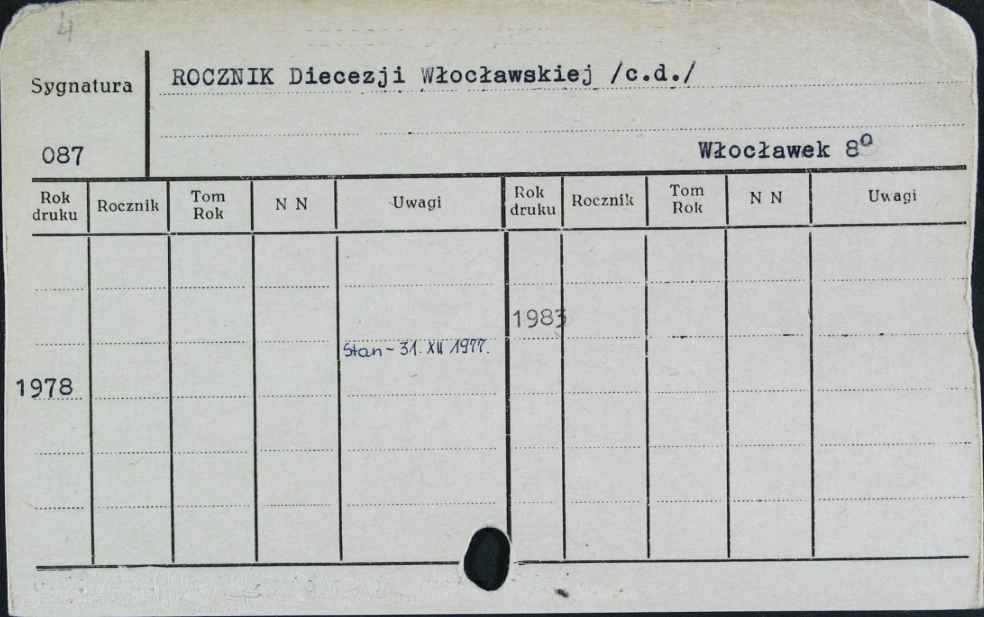 4
Sygnatura
ROCZNIK Diecezji Włocławskiej /c.d./
087
Włocławek 8º
Rok druku Rocznik Tom Rok N N Uwagi Rok druku Rocznik Tom Rok N N Uwagi
1983
Stan - 31. XII 1977.
1978